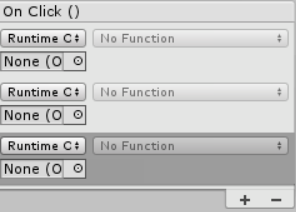 On Click ()
Runtime C No Function
None (O
Runtime C No Function
None (O
Runtime C No Function
None (O
+ −